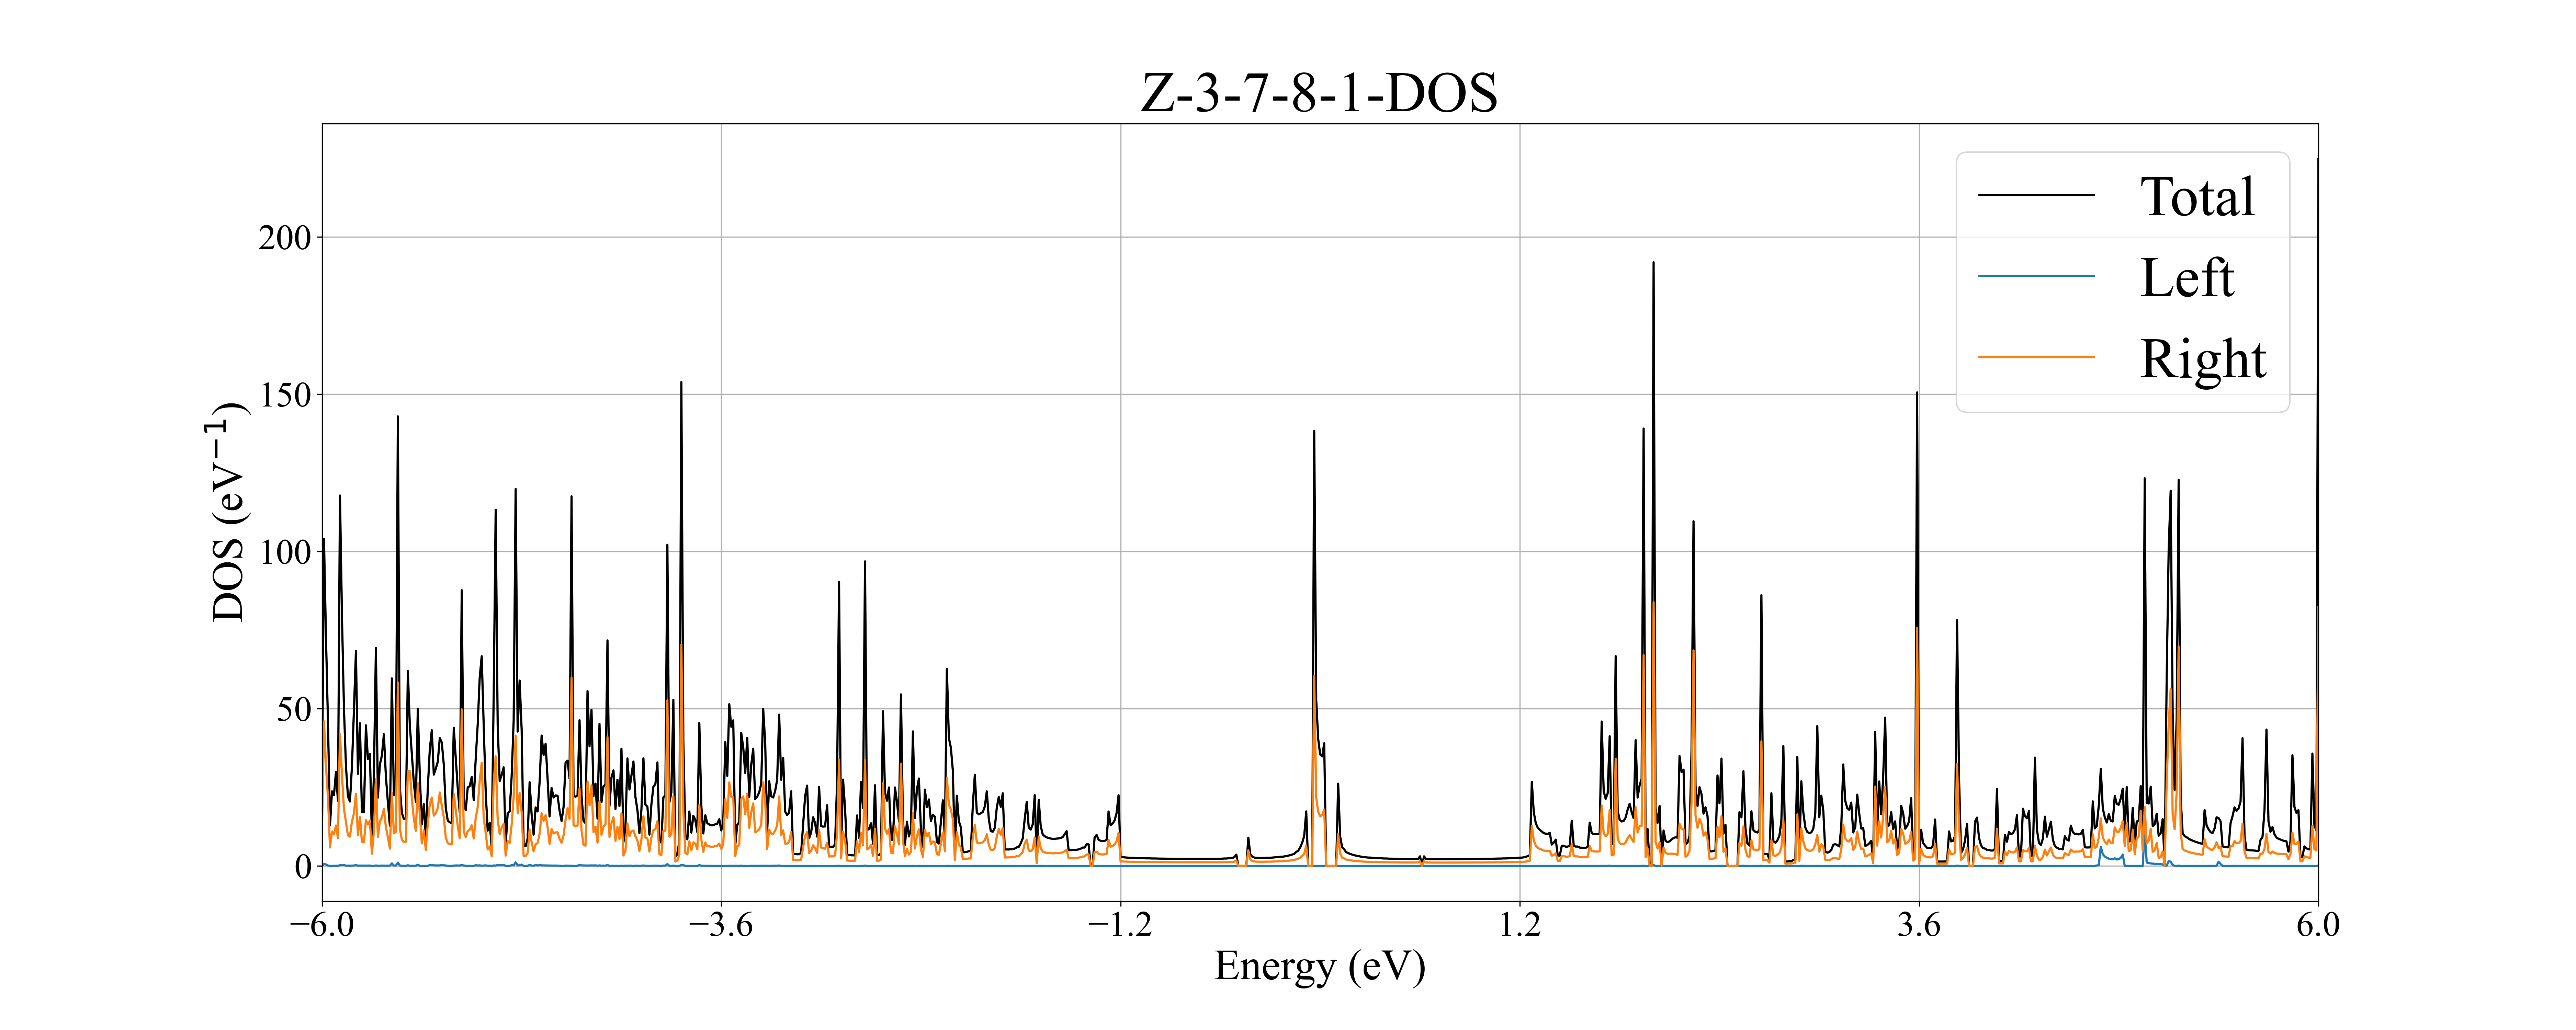 Z-3-7-8-1-DOS
Total
Left
Right
DOS (eV⁻¹)
200
150
100
50
0
−6.0 −3.6 −1.2 1.2 3.6 6.0
Energy (eV)